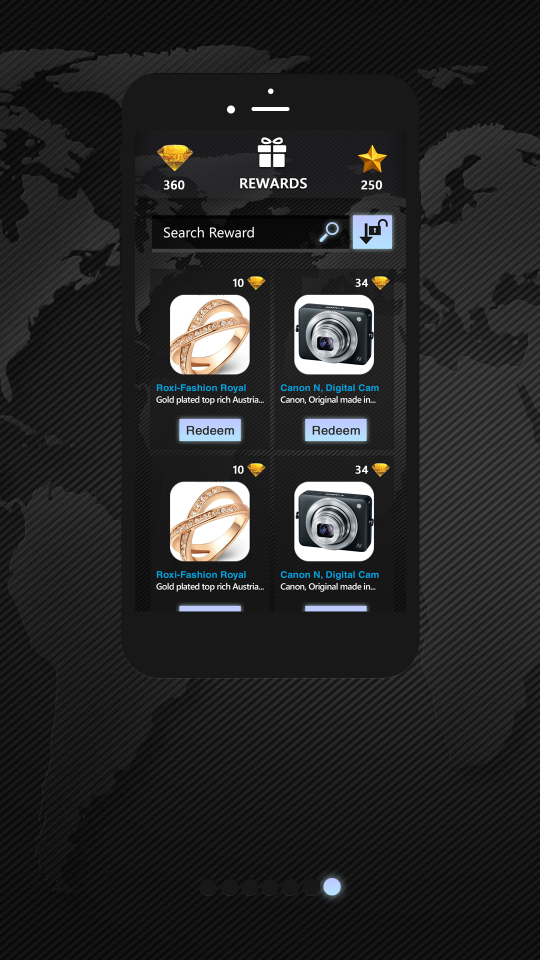 360
REWARDS
250
Search Reward
10
34
Roxi-Fashion Royal
Gold plated top rich Austria...
Canon N, Digital Cam
Canon, Original made in...
Redeem
Redeem
10
34
Roxi-Fashion Royal
Gold plated top rich Austria...
Canon N, Digital Cam
Canon, Original made in...